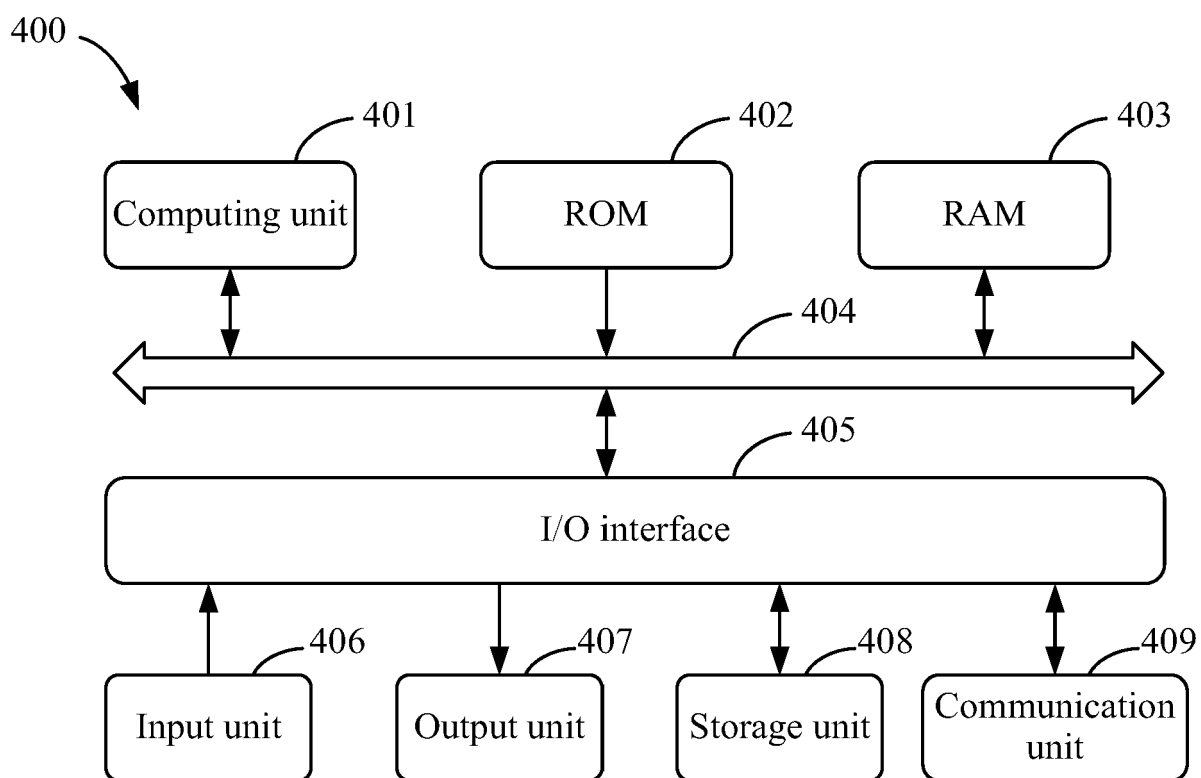 400
401
402
403
Computing unit
ROM
RAM
404
405
I/O interface
406
407
408
409
Input unit
Output unit
Storage unit
Communication
unit